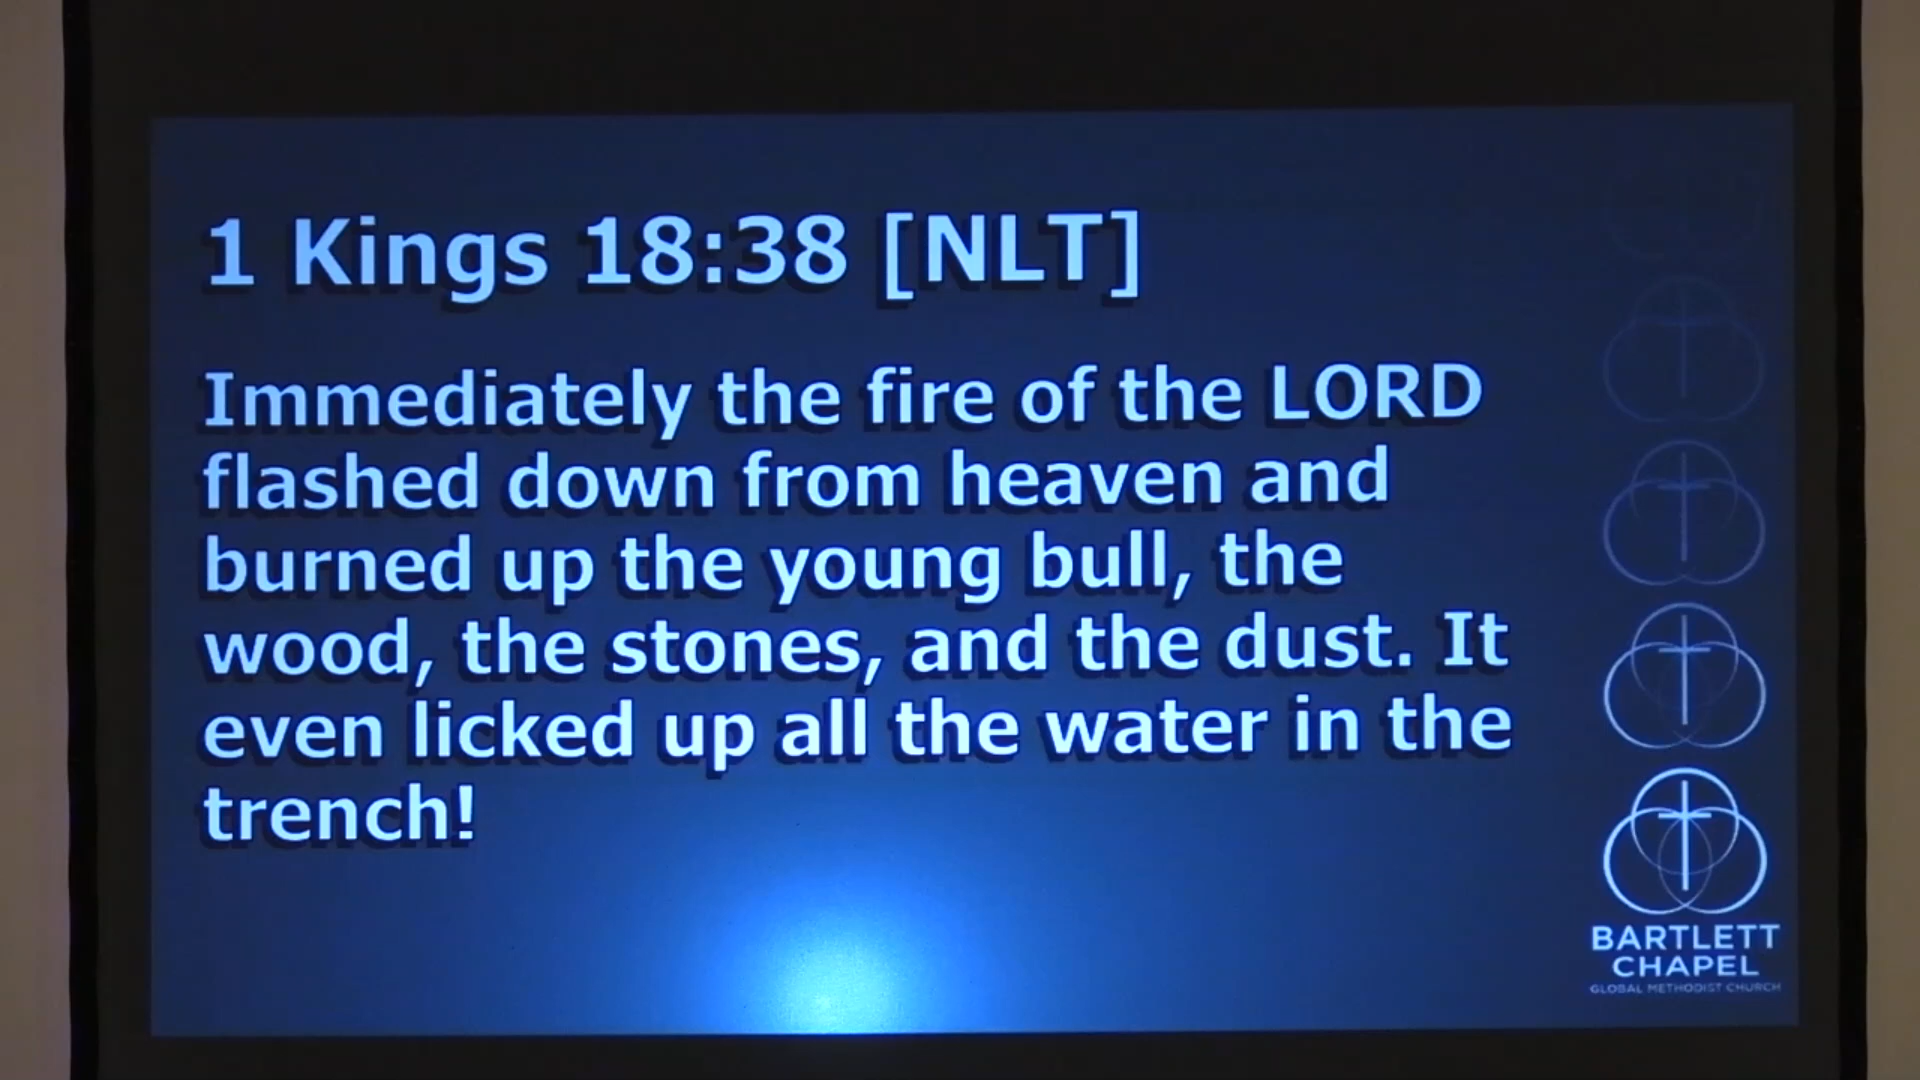 1 Kings 18:38 [NLT]
Immediately the fire of the LORD
flashed down from heaven and
burned up the young bull, the
wood, the stones, and the dust. It
even licked up all the water in the
trench!
BARTLETT
CHAPEL
GLOBAL METHODIST CHURCH